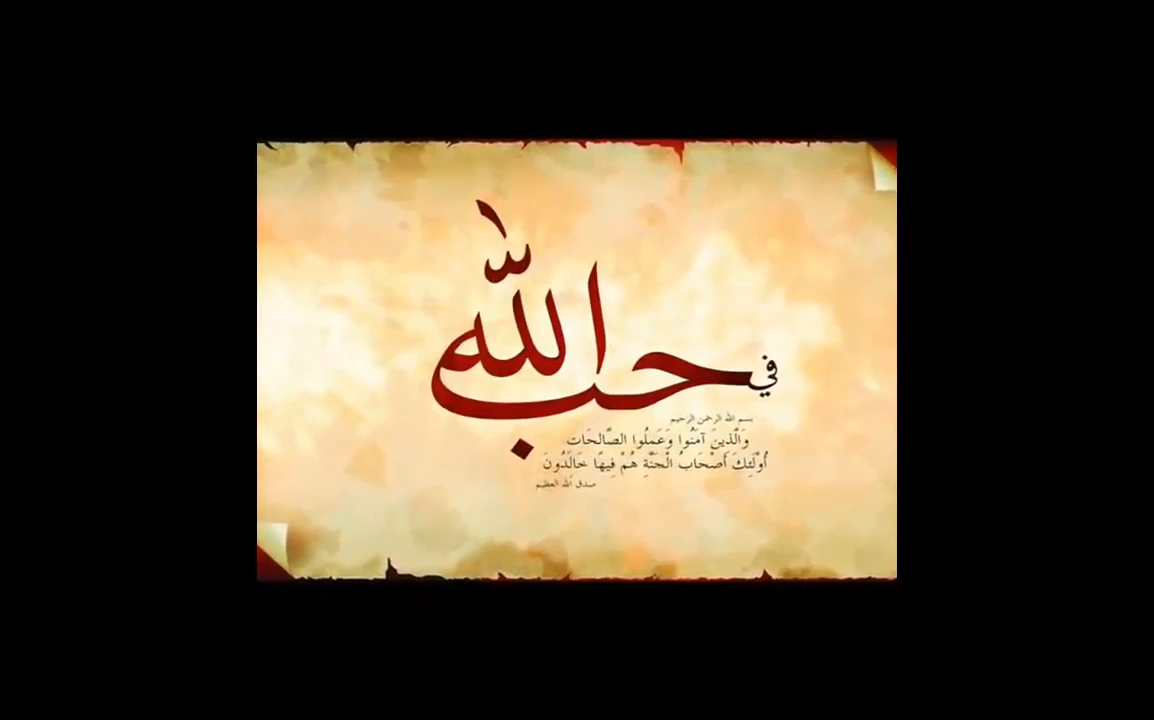 في حب الله
بسم الله الرحمن الرحيم
وَالَّذِينَ آمَنُوا وَعَمِلُوا الصَّالِحَاتِ
أُوْلَئِكَ أَصْحَابُ الْجَنَّةِ هُمْ فِيهَا خَالِدُونَ
صدق الله العظيم